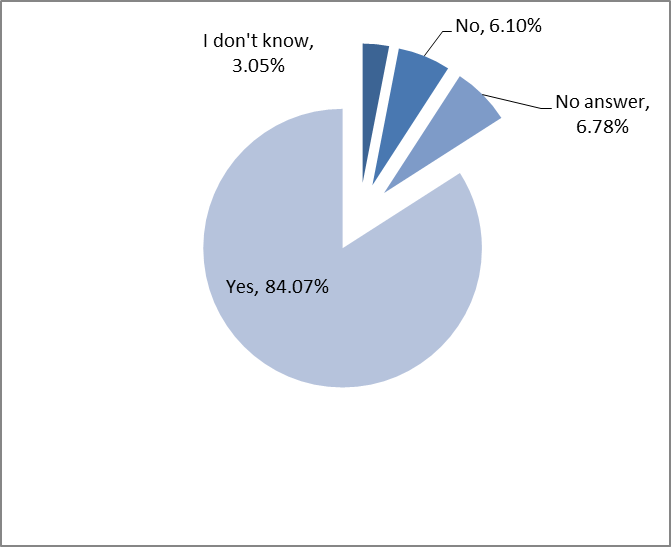 I don't know,
3.05%
No, 6.10%
No answer,
6.78%
Yes, 84.07%